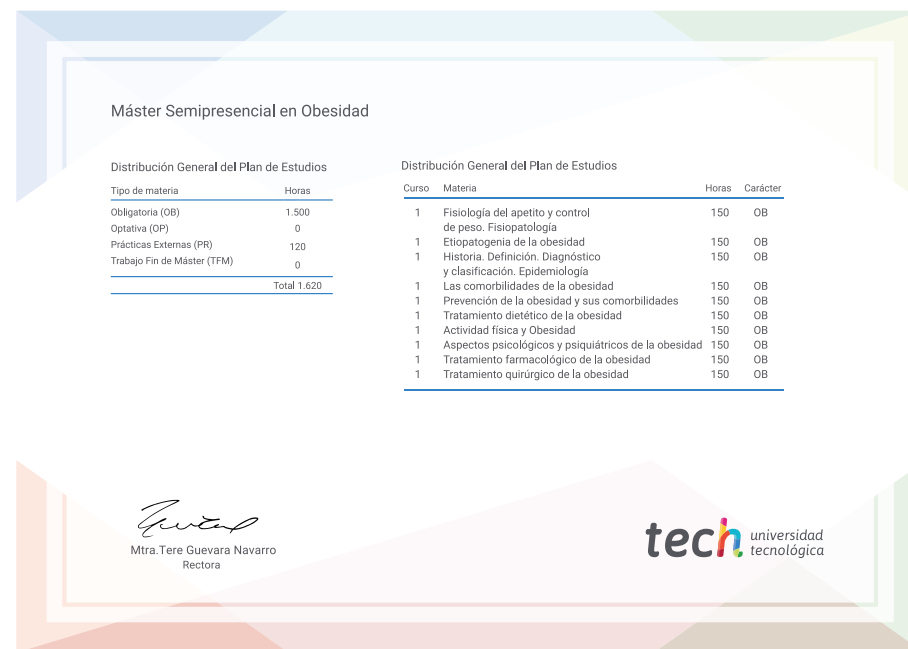 Máster Semipresencial en Obesidad
Distribución General del Plan de Estudios
Tipo de materia Horas
Obligatoria (OB) 1.500
Optativa (OP) 0
Prácticas Externas (PR) 120
Trabajo Fin de Máster (TFM) 0
Total 1.620
Distribución General del Plan de Estudios
Curso Materia Horas Carácter
1 Fisiología del apetito y control 150 OB
de peso. Fisiopatología
1 Etiopatogenia de la obesidad 150 OB
1 Historia. Definición. Diagnóstico 150 OB
y clasificación. Epidemiología
1 Las comorbilidades de la obesidad 150 OB
1 Prevención de la obesidad y sus comorbilidades 150 OB
1 Tratamiento dietético de la obesidad 150 OB
1 Actividad física y Obesidad 150 OB
1 Aspectos psicológicos y psiquiátricos de la obesidad 150 OB
1 Tratamiento farmacológico de la obesidad 150 OB
1 Tratamiento quirúrgico de la obesidad 150 OB
Mtra.Tere Guevara Navarro
Rectora
tech universidad
tecnológica